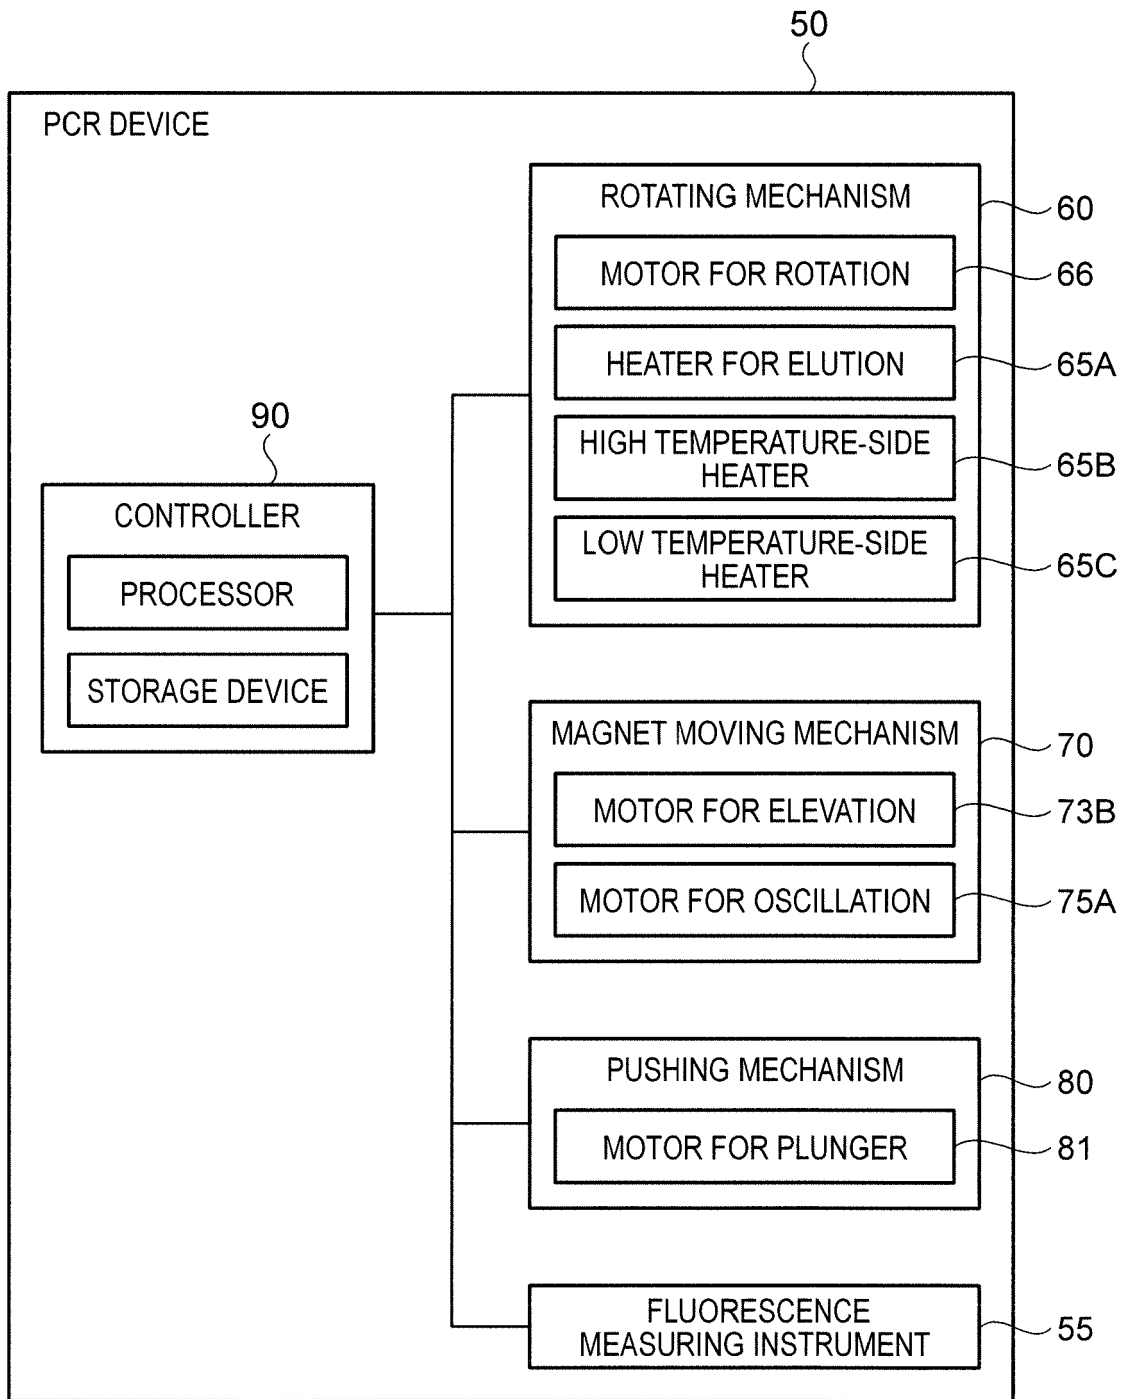 50
PCR DEVICE
ROTATING MECHANISM
60
MOTOR FOR ROTATION
66
HEATER FOR ELUTION
65A
HIGH TEMPERATURE-SIDE
HEATER
65B
LOW TEMPERATURE-SIDE
HEATER
65C
90
CONTROLLER
PROCESSOR
STORAGE DEVICE
MAGNET MOVING MECHANISM
70
MOTOR FOR ELEVATION
73B
MOTOR FOR OSCILLATION
75A
PUSHING MECHANISM
80
MOTOR FOR PLUNGER
81
FLUORESCENCE
MEASURING INSTRUMENT
55